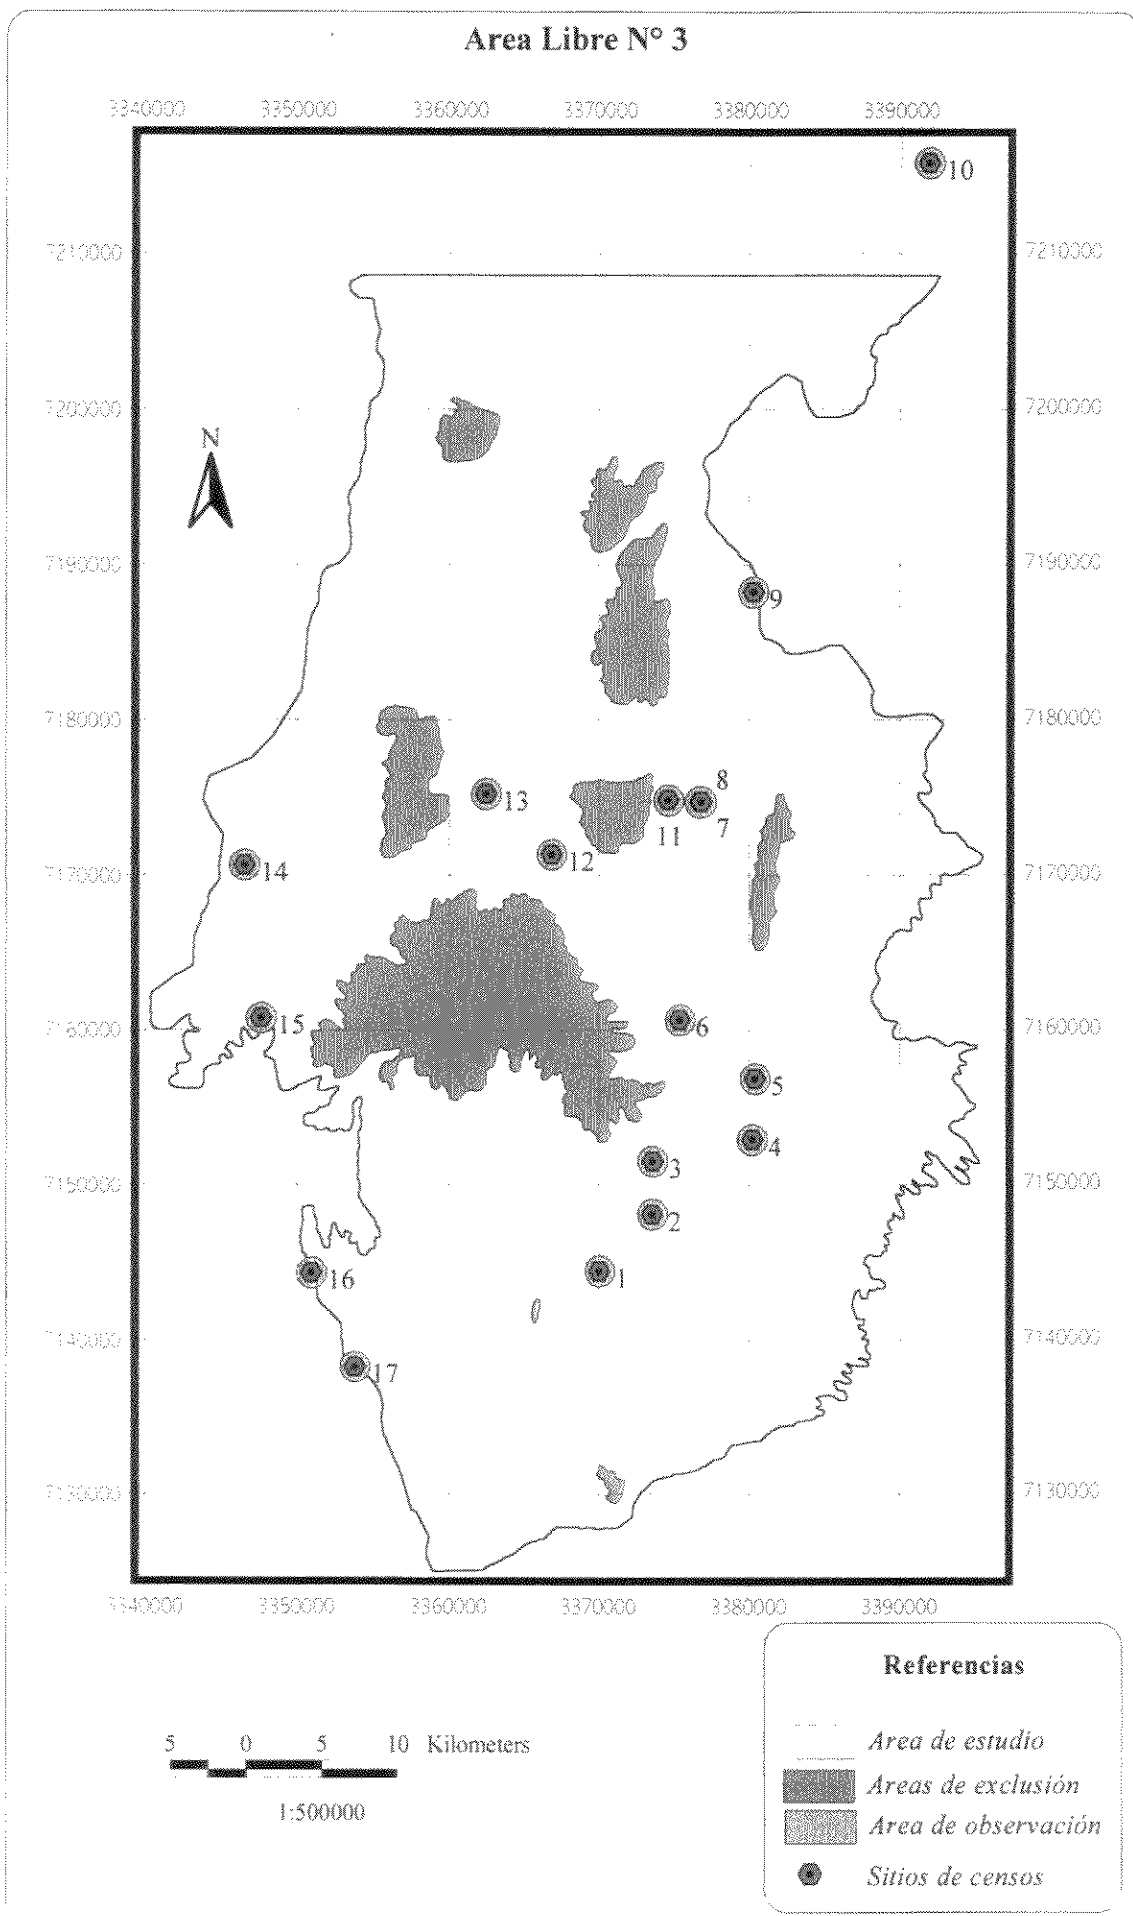 Area Libre N° 3
3340000 3350000 3360000 3370000 3380000 3390000
10
7210000 7210000
7200000 7200000
N
7190000 7190000
9
7180000 7180000
8
13
11 7
12
14
7170000 7170000
15
6
7160000 7160000
5
4
3
7150000 7150000
2
16
1
7140000 7140000
17
7130000 7130000
3340000 3350000 3360000 3370000 3380000 3390000
Referencias
Area de estudio
Areas de exclusión
Area de observación
Sitios de censos
5 0 5 10 Kilometers
1:500000